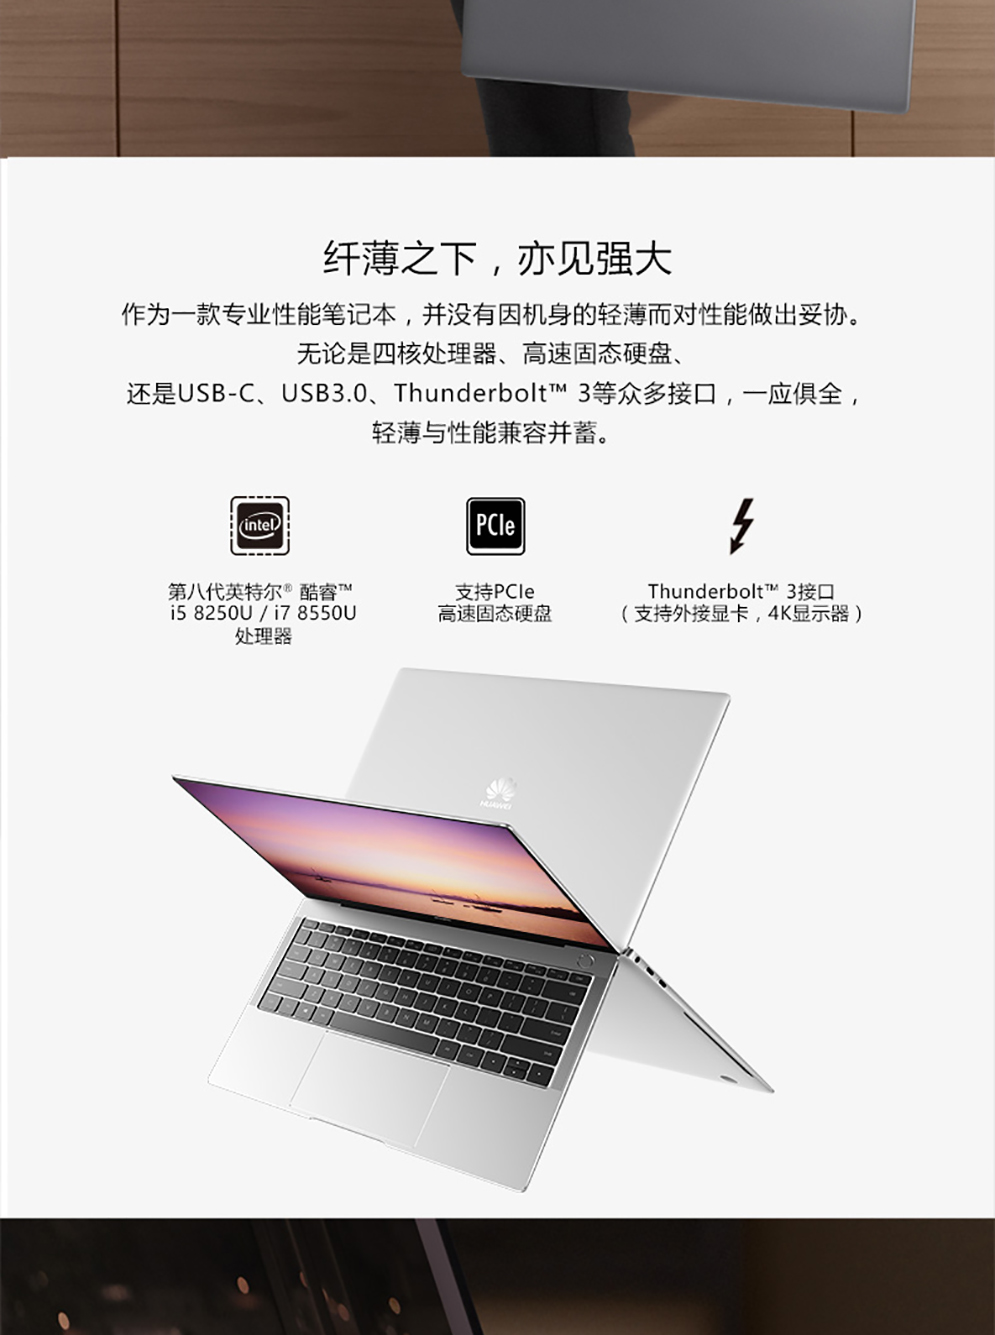 纤薄之下，亦见强大
作为一款专业性能笔记本，并没有因机身的轻薄而对性能做出妥协。
无论是四核处理器、高速固态硬盘、
还是USB-C、USB3.0、Thunderbolt™ 3等众多接口，一应俱全，
轻薄与性能兼容并蓄。
intel
PCIe
第八代英特尔® 酷睿™
i5 8250U / i7 8550U
处理器
支持PCIe
高速固态硬盘
Thunderbolt™ 3接口
（支持外接显卡，4K显示器）
HUAWEI